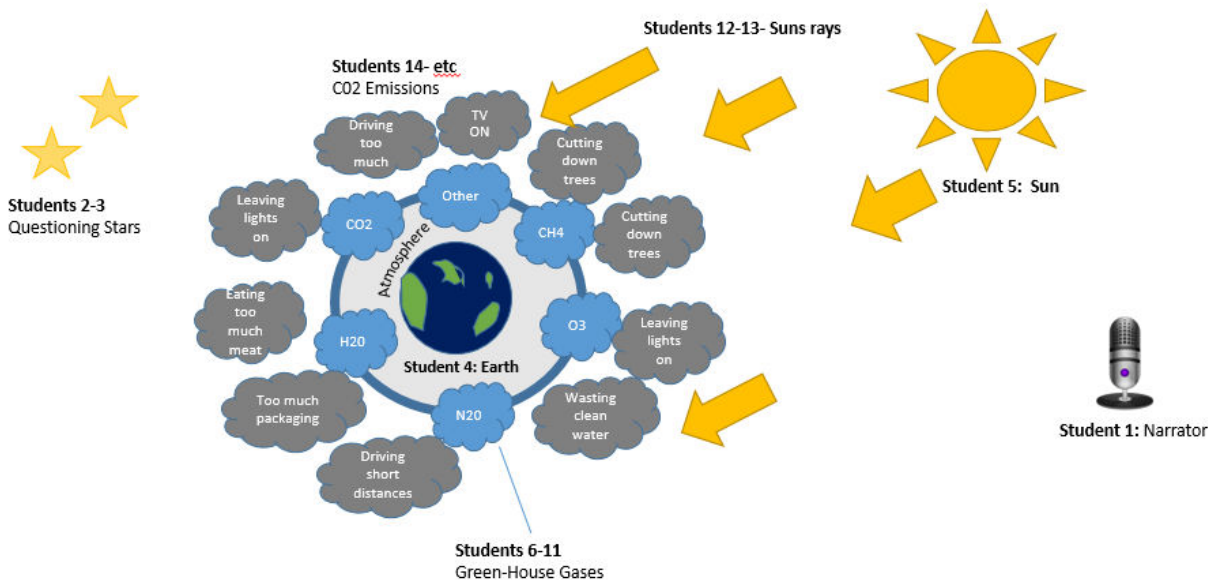 Students 12-13- Suns rays
Students 14- etc
C02 Emissions
TV
ON
Driving
too
much
Cutting
down
trees
Student 5:  Sun
Students 2-3
Questioning Stars
Leaving
lights
on
CO2
Other
CH4
Cutting
down
trees
Atmosphere
Eating
too
much
meat
H20
O3
Leaving
lights
on
Student 4: Earth
Too much
packaging
N20
Wasting
clean
water
Student 1: Narrator
Driving
short
distances
Students 6-11
Green-House Gases